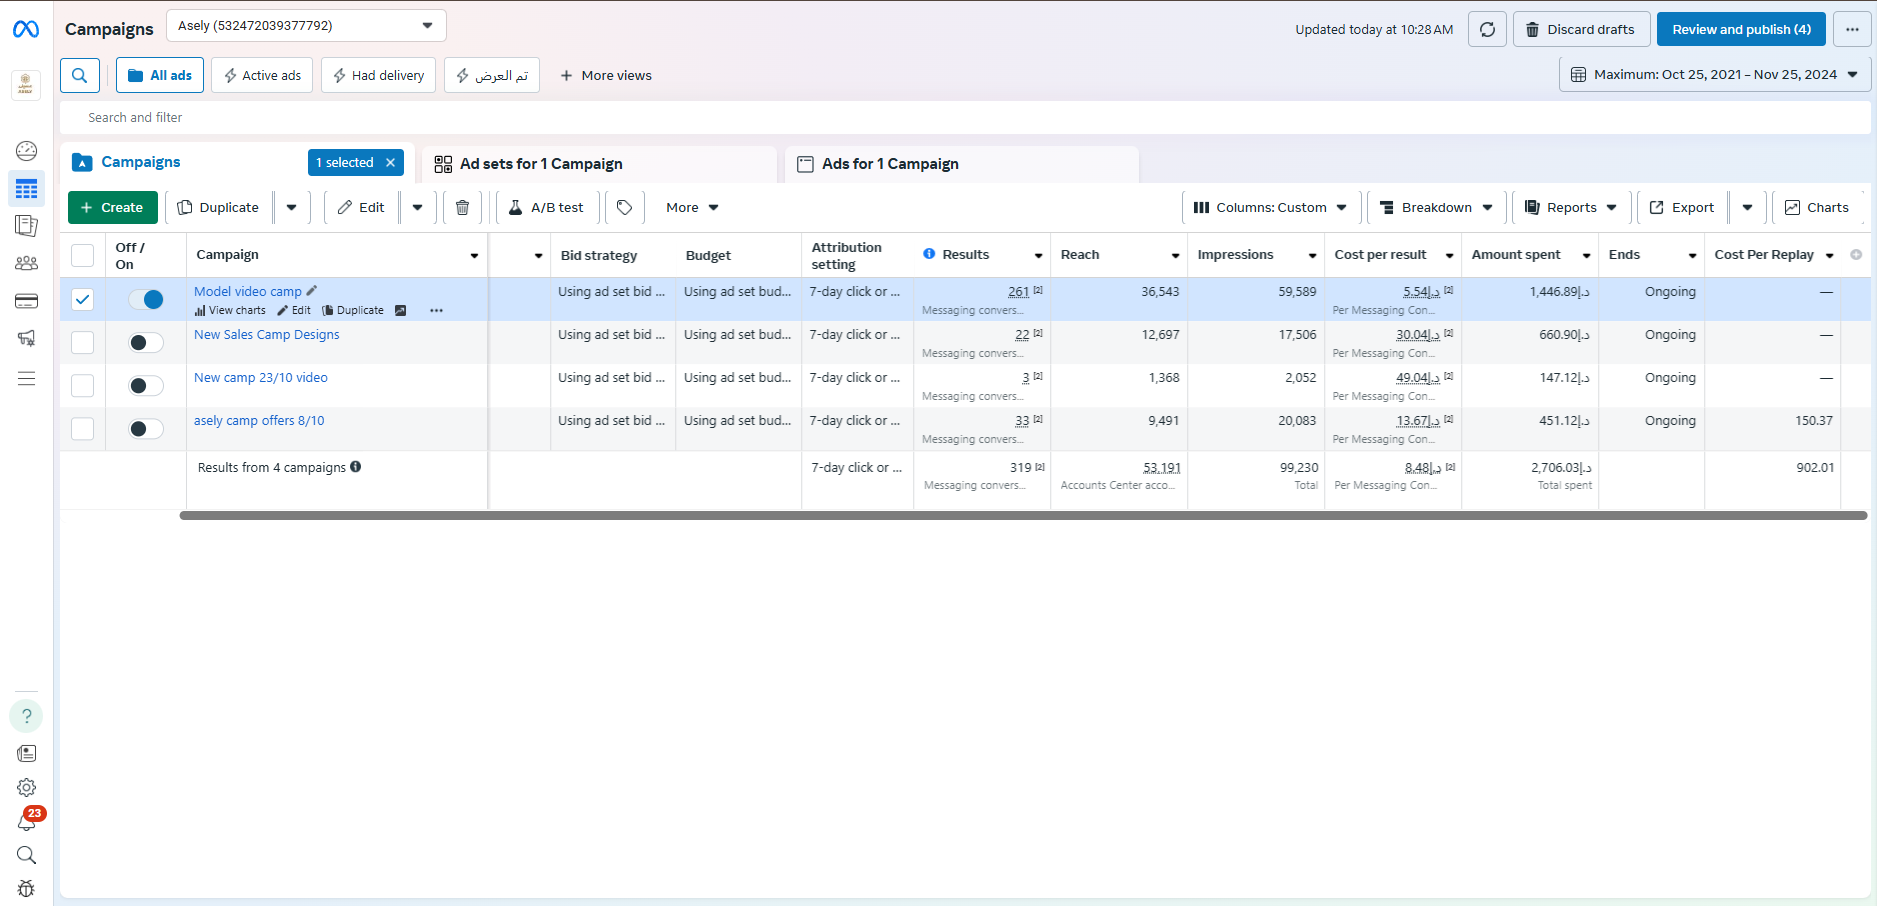 Campaigns
Asely (532472039377792)
Updated today at 10:28 AM
Discard drafts
Review and publish (4)
All ads
Active ads
Had delivery
تم العرض
+ More views
Maximum: Oct 25, 2021 – Nov 25, 2024
Search and filter
Campaigns
1 selected
Ad sets for 1 Campaign
Ads for 1 Campaign
+ Create
Duplicate
Edit
A/B test
More
Columns: Custom
Breakdown
Reports
Export
Charts
Off / On
Campaign
Bid strategy
Budget
Attribution setting
Results
Reach
Impressions
Cost per result
Amount spent
Ends
Cost Per Replay
Model video camp
View charts Edit Duplicate
Using ad set bid ...
Using ad set bud...
7-day click or ...
261 [2]
Messaging convers...
36,543
59,589
5.54د.إ [2]
Per Messaging Con...
1,446.89د.إ
Ongoing
—
New Sales Camp Designs
Using ad set bid ...
Using ad set bud...
7-day click or ...
22 [2]
Messaging convers...
12,697
17,506
30.04د.إ [2]
Per Messaging Con...
660.90د.إ
Ongoing
—
New camp 23/10 video
Using ad set bid ...
Using ad set bud...
7-day click or ...
3 [2]
Messaging convers...
1,368
2,052
49.04د.إ [2]
Per Messaging Con...
147.12د.إ
Ongoing
—
asely camp offers 8/10
Using ad set bid ...
Using ad set bud...
7-day click or ...
33 [2]
Messaging convers...
9,491
20,083
13.67د.إ [2]
Per Messaging Con...
451.12د.إ
Ongoing
150.37
Results from 4 campaigns
7-day click or ...
319 [2]
Messaging convers...
53,191
Accounts Center acco...
99,230
Total
8.48د.إ [2]
Per Messaging Con...
2,706.03د.إ
Total spent
902.01
23